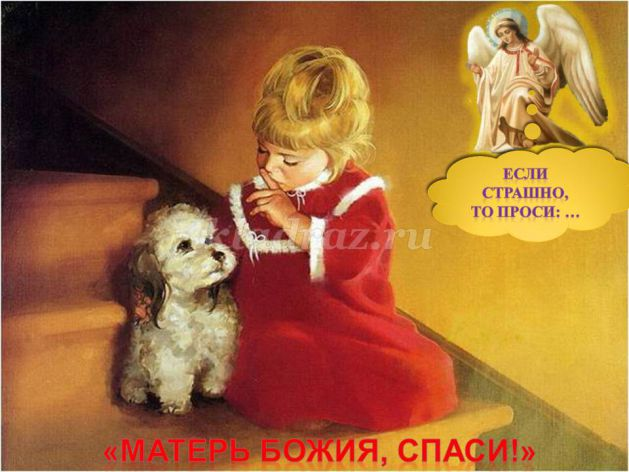 ЕСЛИ
СТРАШНО,
ТО ПРОСИ: ...
«МАТЕРЬ БОЖИЯ, СПАСИ!»